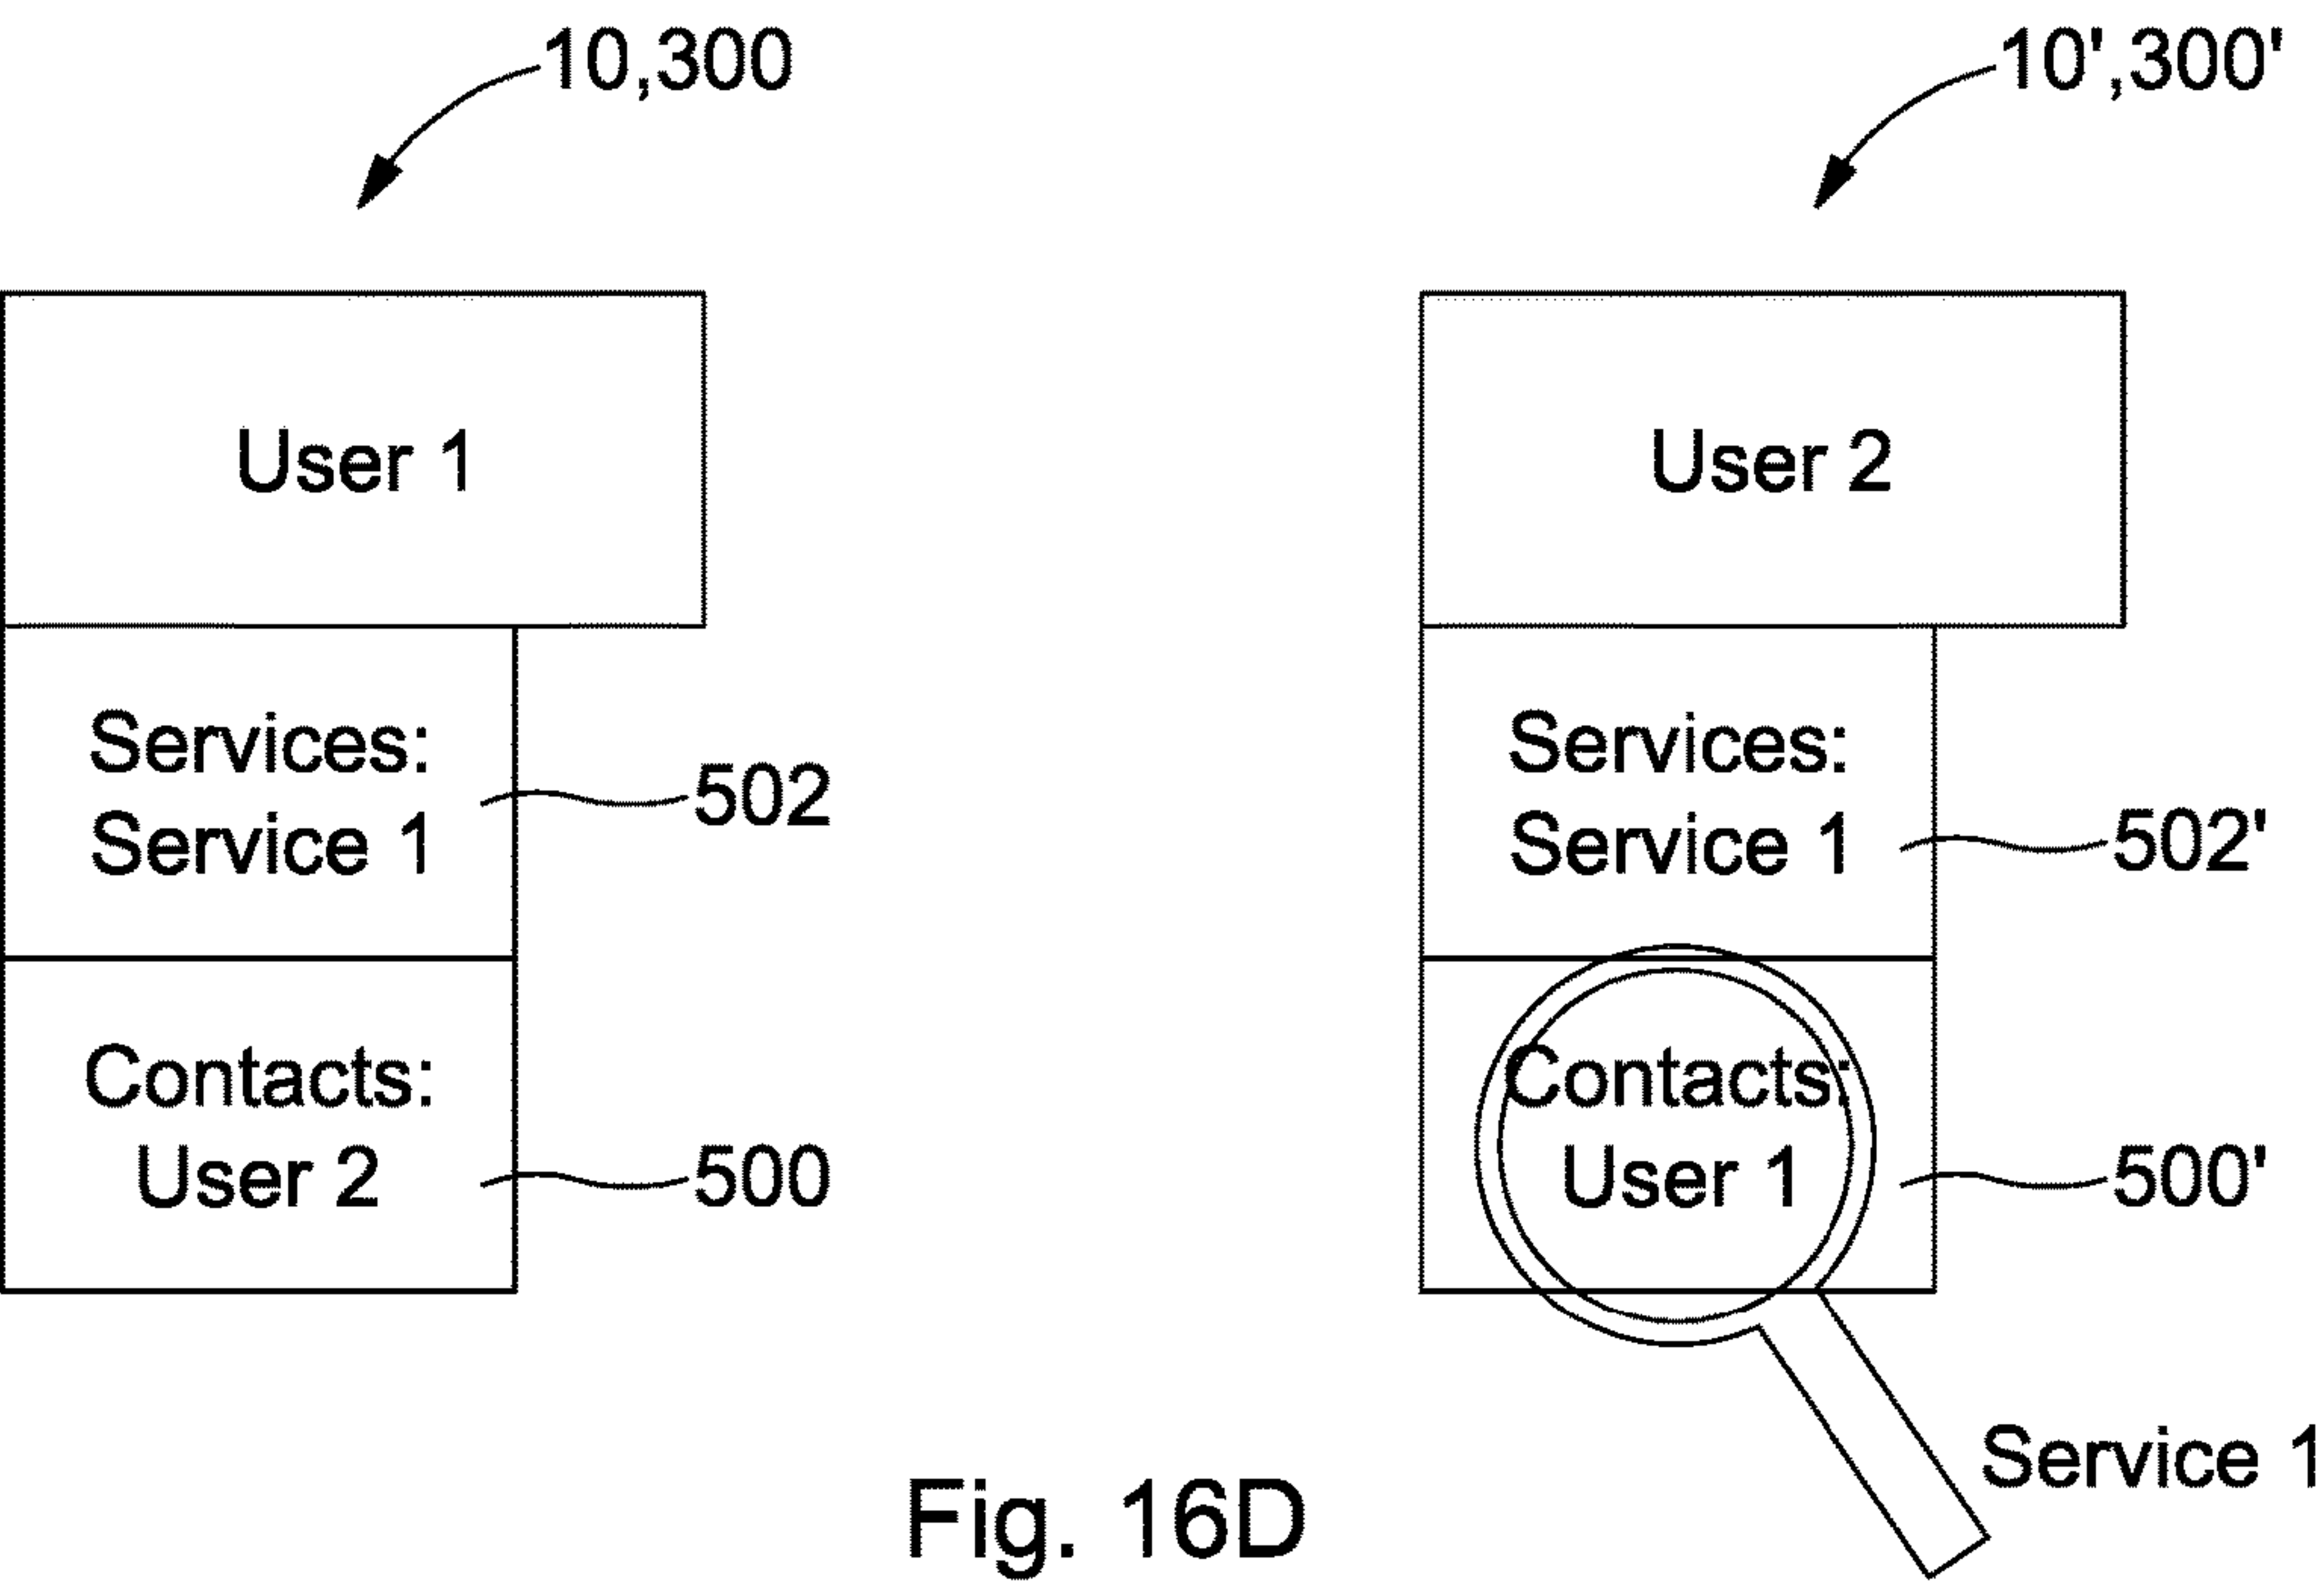 10,300
User 1
Services:
Service 1
502
Contacts:
User 2
500
10',300'
User 2
Services:
Service 1
502'
Contacts:
User 1
500'
Service 1
Fig. 16D